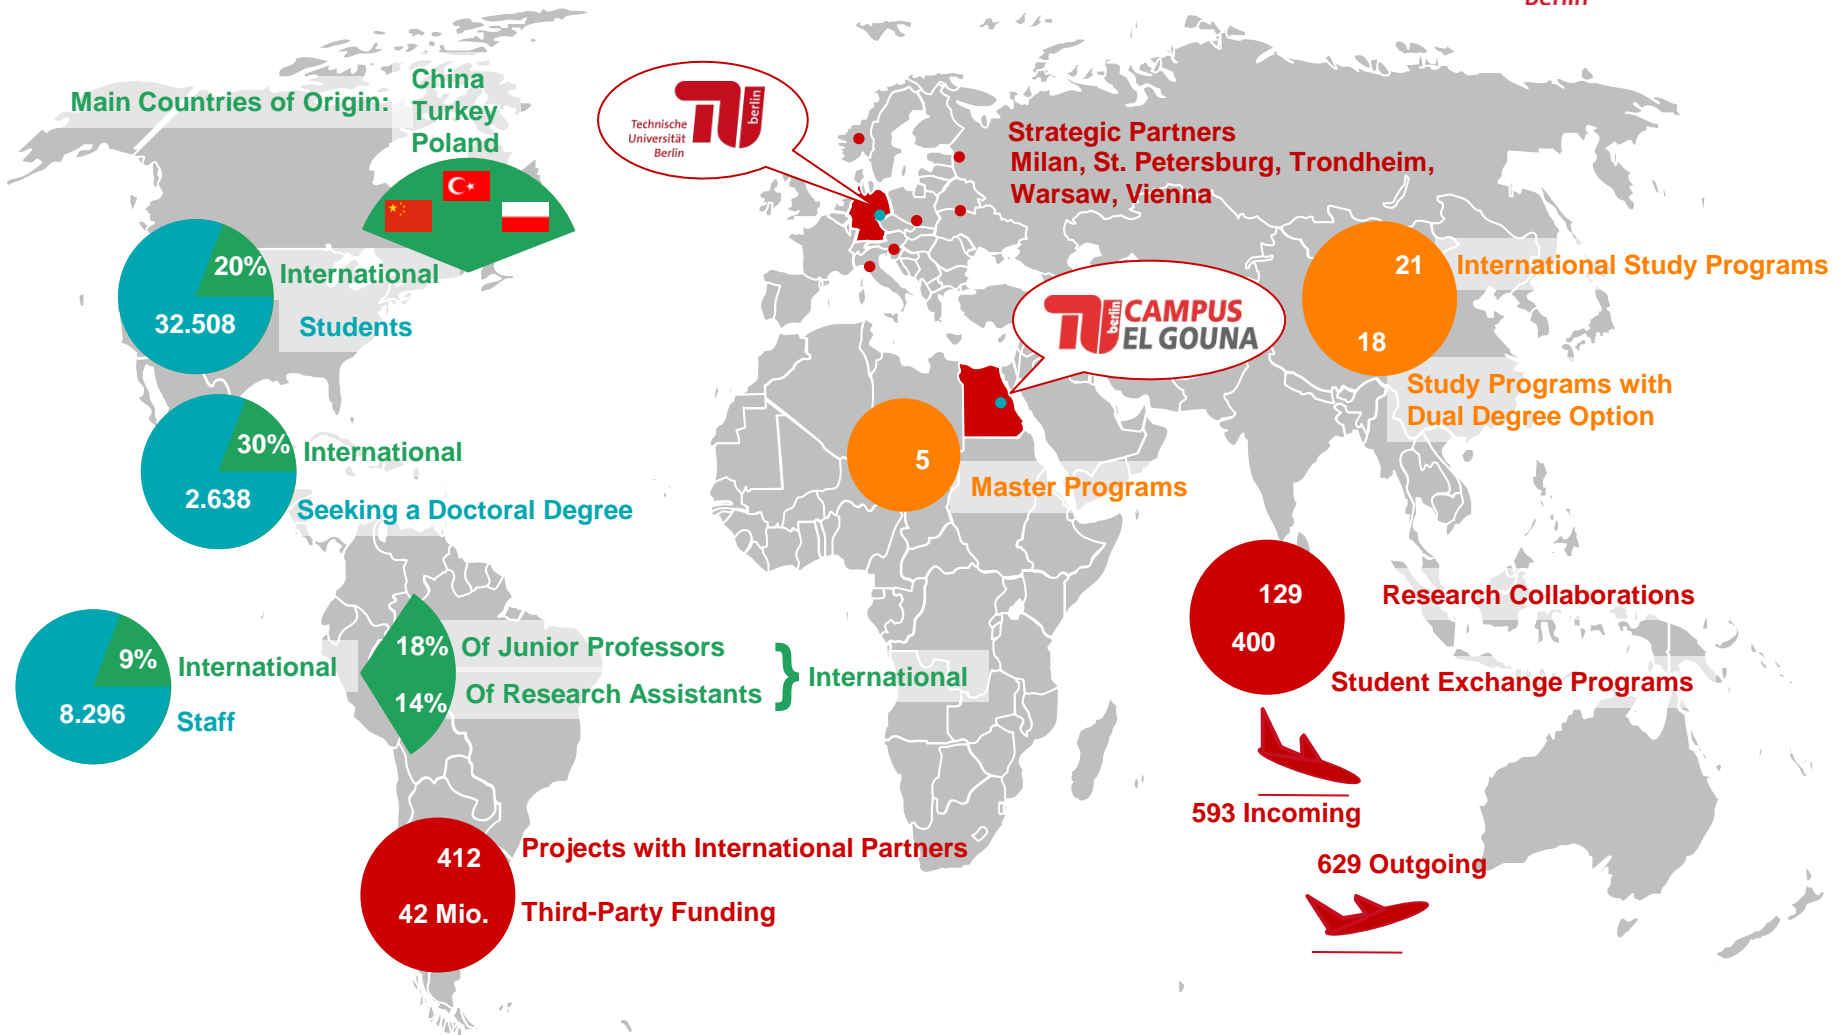 Berlin
Main Countries of Origin:
China
Turkey
Poland
Technische
Universität
Berlin
berlin
Strategic Partners
Milan, St. Petersburg, Trondheim,
Warsaw, Vienna
20% International
32.508 Students
berlin CAMPUS
EL GOUNA
21 International Study Programs
18
Study Programs with
Dual Degree Option
30% International
2.638 Seeking a Doctoral Degree
5
Master Programs
129 Research Collaborations
400
Student Exchange Programs
9% International
8.296 Staff
18% Of Junior Professors
14% Of Research Assistants
} International
593 Incoming
629 Outgoing
412 Projects with International Partners
42 Mio. Third-Party Funding